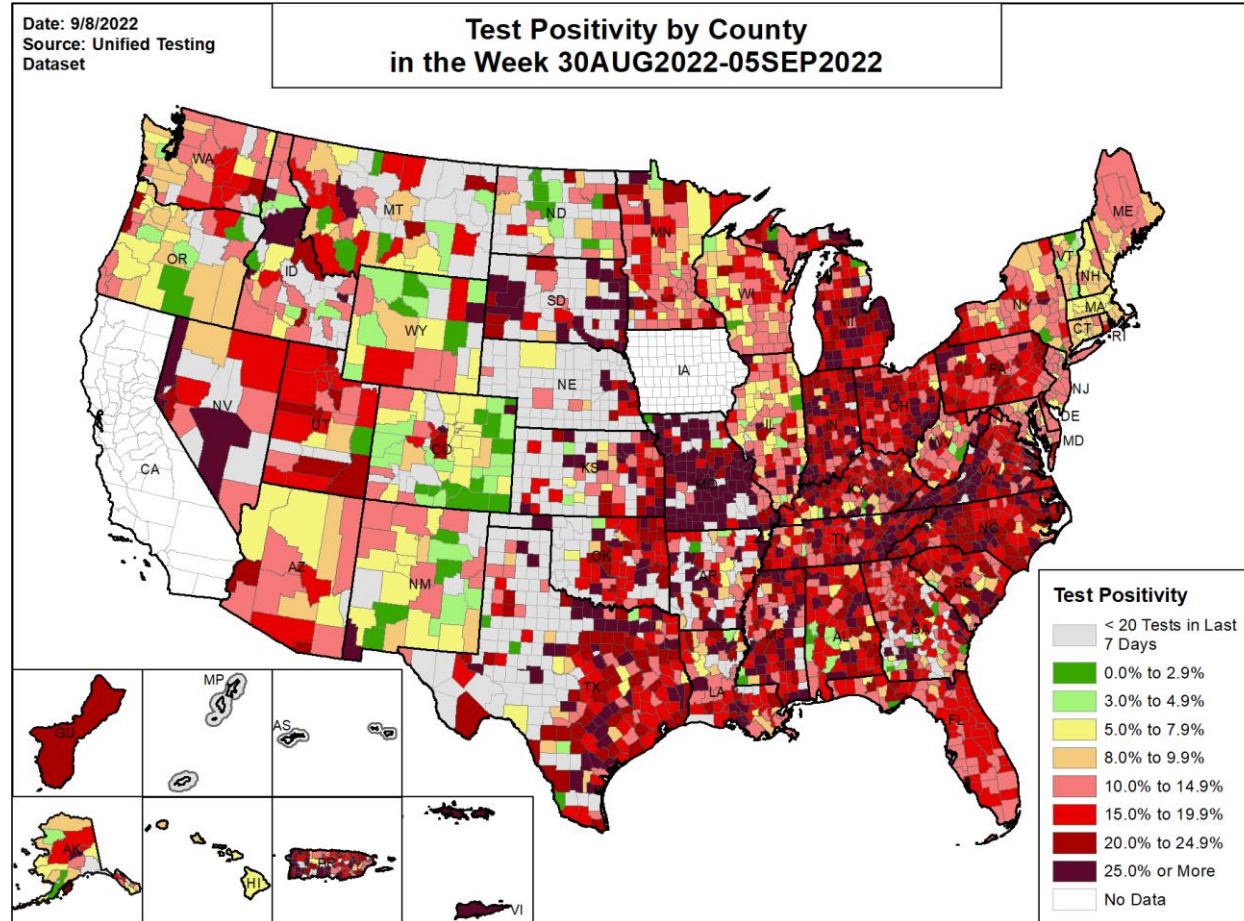 Date: 9/8/2022
Source: Unified Testing
Dataset
Test Positivity by County
in the Week 30AUG2022-05SEP2022
WA
MT
ND
MN
ME
OR
ID
SD
WI
MI
NY
VT
NH
MA
CT
RI
WY
NE
IA
PA
NJ
NV
UT
CO
IL
IN
OH
DE
MD
WV
VA
CA
KS
MO
KY
AZ
NM
OK
AR
TN
NC
SC
TX
LA
MS
AL
GA
FL
GU
MP
AS
AK
HI
PR
VI
Test Positivity
< 20 Tests in Last
7 Days
0.0% to 2.9%
3.0% to 4.9%
5.0% to 7.9%
8.0% to 9.9%
10.0% to 14.9%
15.0% to 19.9%
20.0% to 24.9%
25.0% or More
No Data